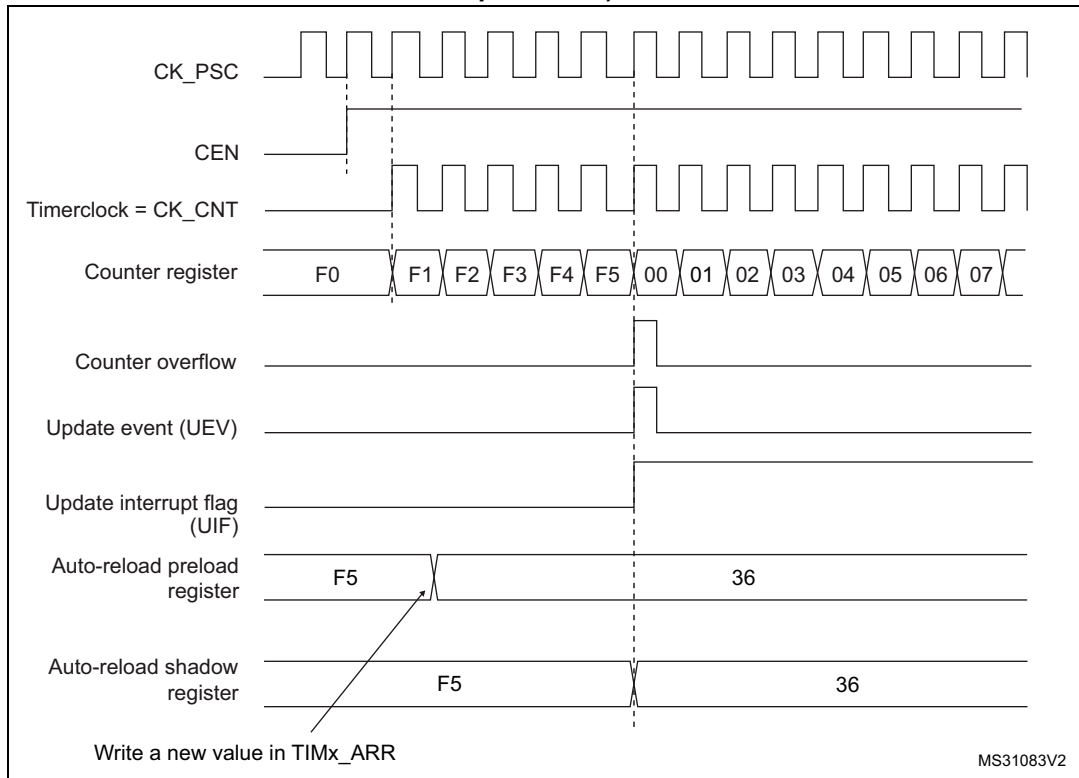 CK_PSC
CEN
Timerclock = CK_CNT
Counter register F0 F1 F2 F3 F4 F5 00 01 02 03 04 05 06 07
Counter overflow
Update event (UEV)
Update interrupt flag
(UIF)
Auto-reload preload
register
F5 36
Auto-reload shadow
register
F5 36
Write a new value in TIMx_ARR
MS31083V2